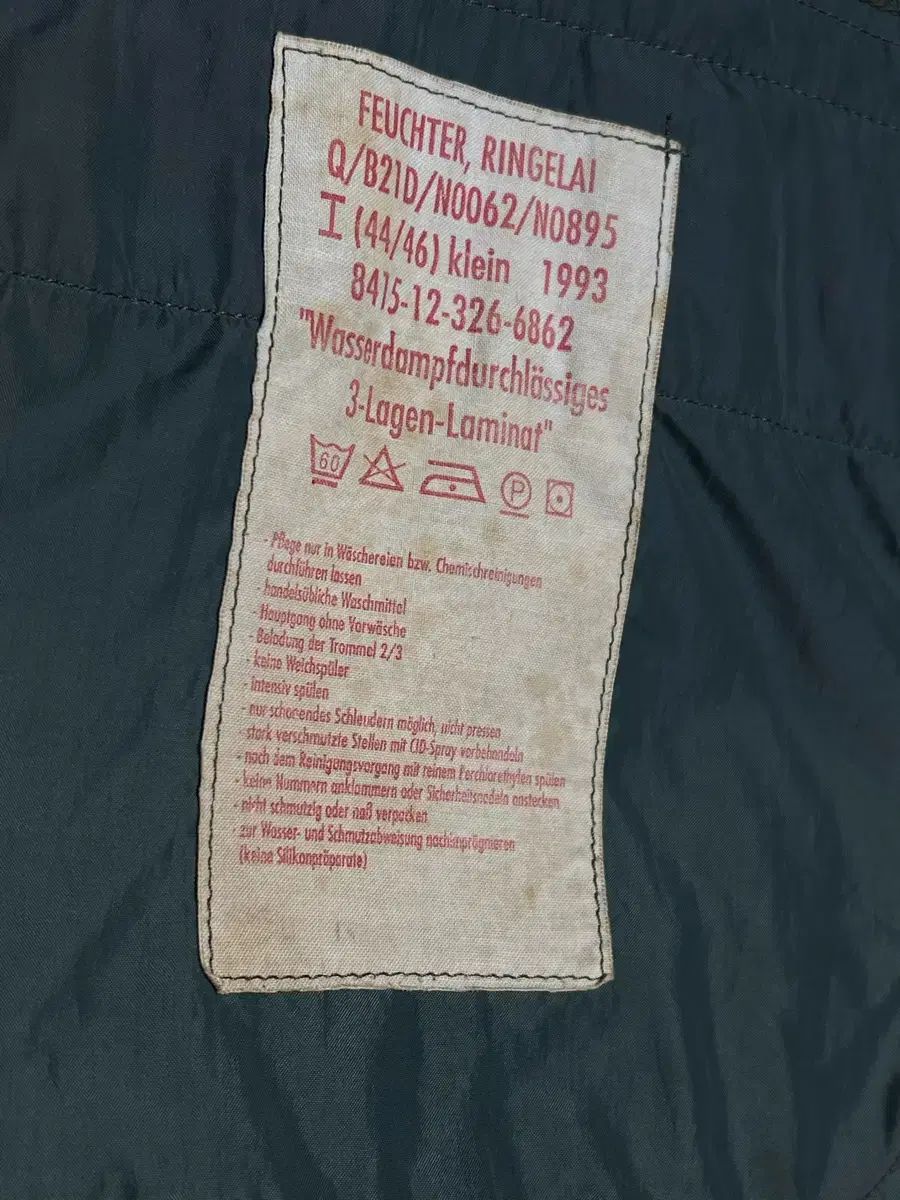 FEUCHTER, RINGELAI
Q/B21D/N0062/N0895
I (44/46) klein 1993
8415-12-326-6862
"Wasserdampfdurchlässiges
3-Lagen-Laminat"
60 P
- Pflege nur in Wäschereien bzw. Chemischreinigungen
durchführen lassen
- handelsübliche Waschmittel
- Hauptgang ohne Vorwäsche
- Beladung der Trommel 2/3
- keine Weichspüler
- intensiv spülen
- nur schonendes Schleudern möglich, nicht pressen
- stark verschmutzte Stellen mit -Spray vorbehandeln
- nach dem Reinigungsvorgang mit reinem Perchlorethylen spülen
- keine Nummern anklammern oder Sicherheitsnadeln anstecken
- nicht schmutzig oder naß verpacken
- zur Wasser- und Schmutzabweisung nachimprägnieren
(keine Silikonpräparate)